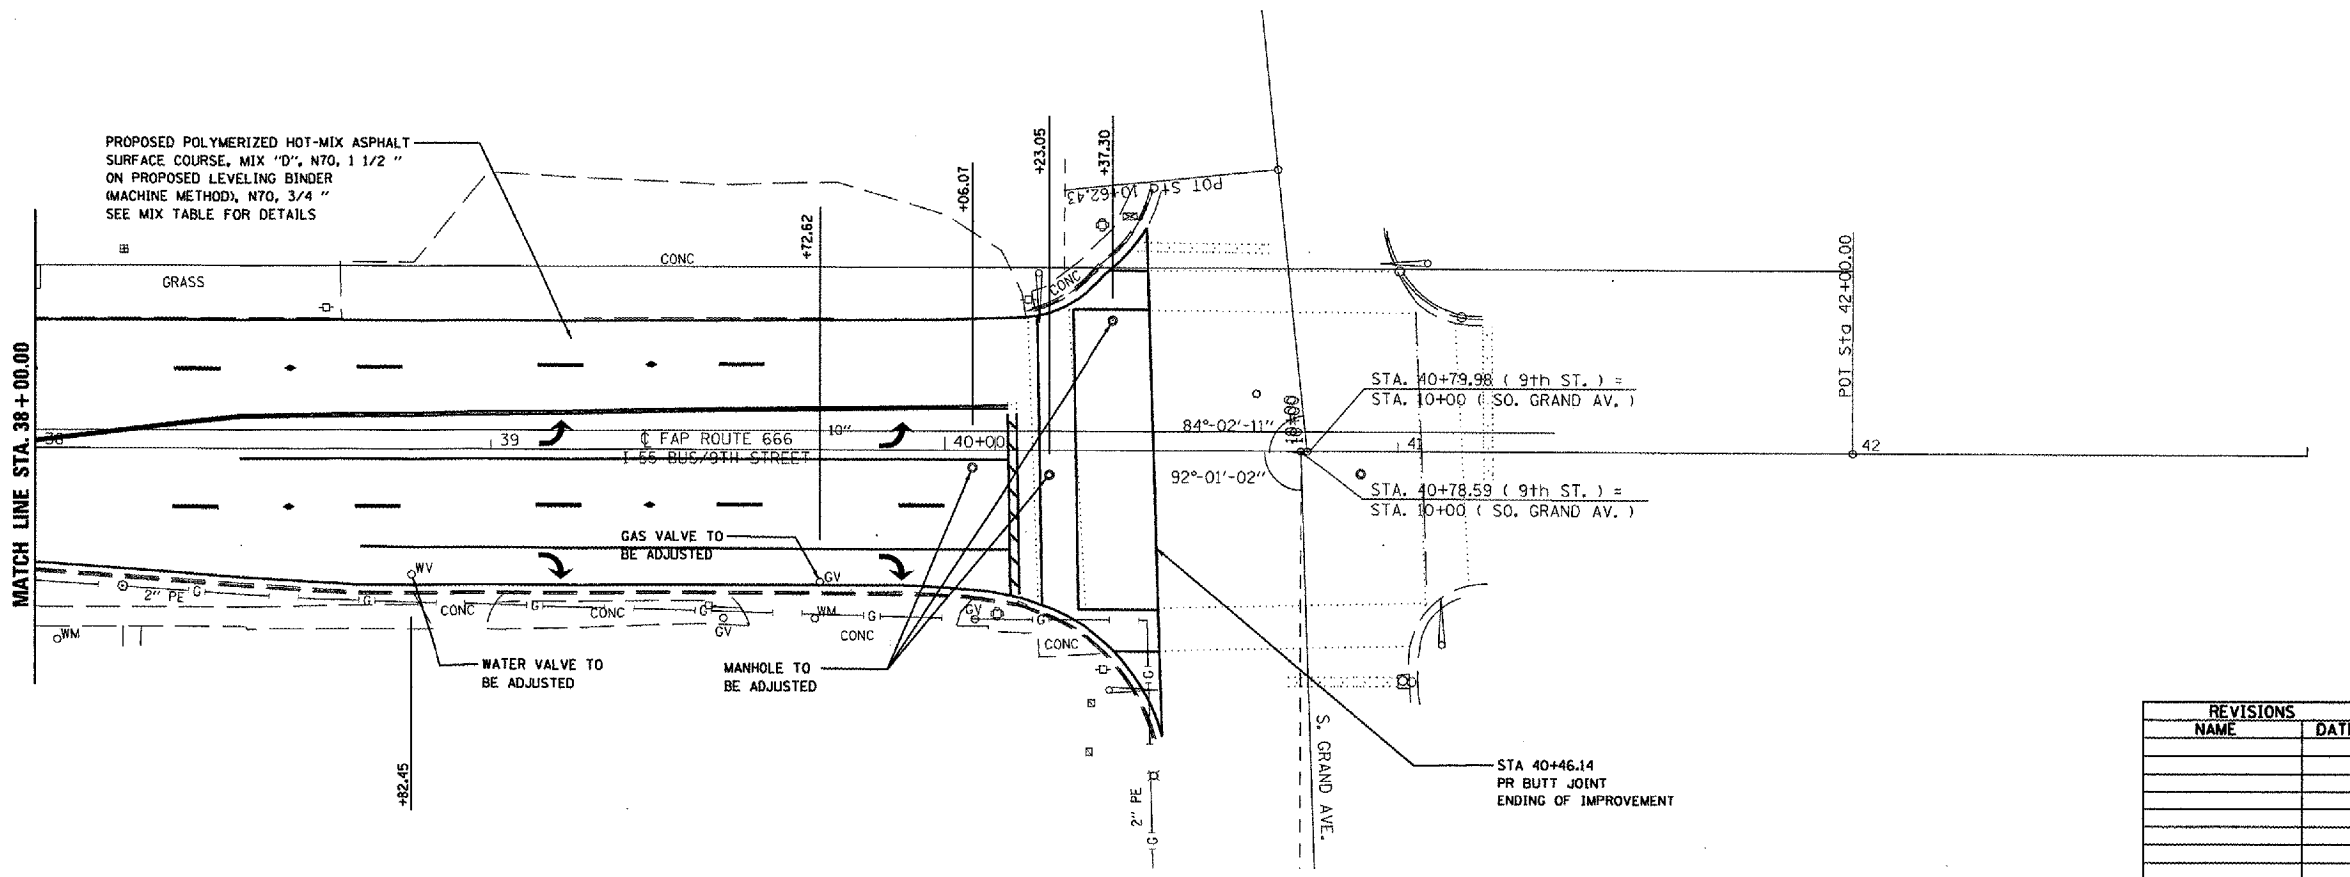 PROPOSED POLYMERIZED HOT-MIX ASPHALT
SURFACE COURSE, MIX "D", N70, 1 1/2 "
ON PROPOSED LEVELING BINDER
(MACHINE METHOD), N70, 3/4 "
SEE MIX TABLE FOR DETAILS
+72.62
+06.07
+23.05
+37.30
POT Sta 10+62.43
CONC
CONC
GRASS
POT Sta 42+00.00
MATCH LINE STA. 38+00.00
STA. 40+79.98 ( 9th ST. ) =
STA. 10+00 ( SO. GRAND AV. )
10+00
84°-02'-11"
38
39
℄ FAP ROUTE 666
10"
40+00
41
42
I-55 BUS/9TH STREET
92°-01'-02"
STA. 40+78.59 ( 9th ST. ) =
STA. 10+00 ( SO. GRAND AV. )
GAS VALVE TO
BE ADJUSTED
WV
GV
2" PE
G
G
CONC
G
CONC
G
WM
G
GV
G
WM
GV
CONC
CONC
G
WATER VALVE TO
BE ADJUSTED
MANHOLE TO
BE ADJUSTED
+82.45
S. GRAND AVE.
2" PE
G
STA 40+46.14
PR BUTT JOINT
ENDING OF IMPROVEMENT
REVISIONS
NAME
DATE